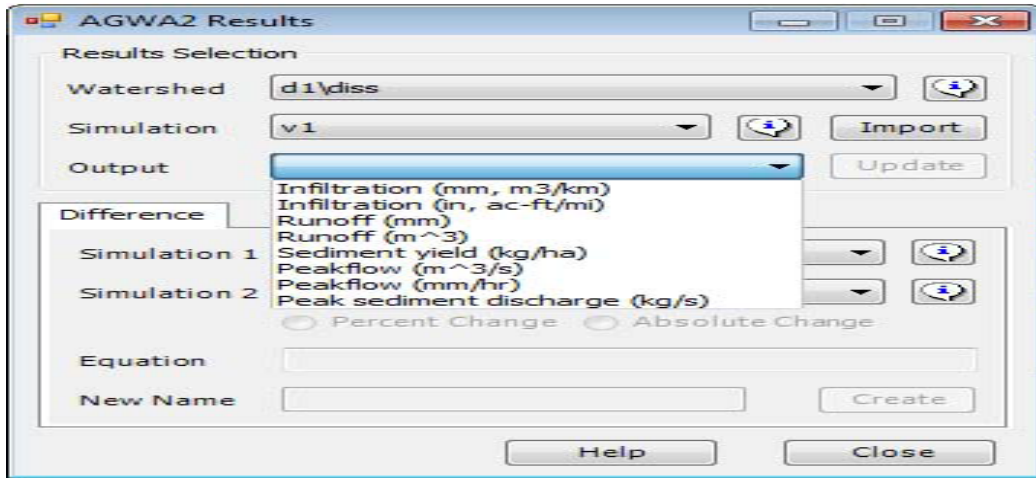 AGWA2 Results
Results Selection
Watershed d1\diss
Simulation v1 Import
Output Update
Infiltration (mm, m3/km)
Infiltration (in, ac-ft/mi)
Runoff (mm)
Runoff (m^3)
Sediment yield (kg/ha)
Peakflow (m^3/s)
Peakflow (mm/hr)
Peak sediment discharge (kg/s)
Difference
Simulation 1
Simulation 2
Percent Change Absolute Change
Equation
New Name Create
Help Close